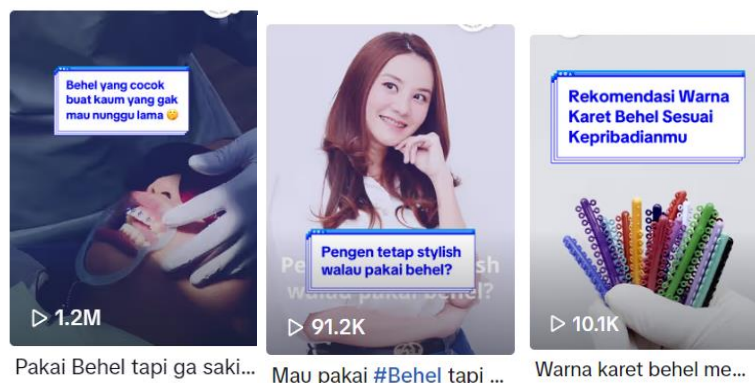 Behel yang cocok
buat kaum yang gak
mau nunggu lama 🤭
1.2M
Pakai Behel tapi ga saki...
Pengen tetap stylish
walau pakai behel?
91.2K
Mau pakai #Behel tapi ...
Rekomendasi Warna
Karet Behel Sesuai
Kepribadianmu
10.1K
Warna karet behel me...